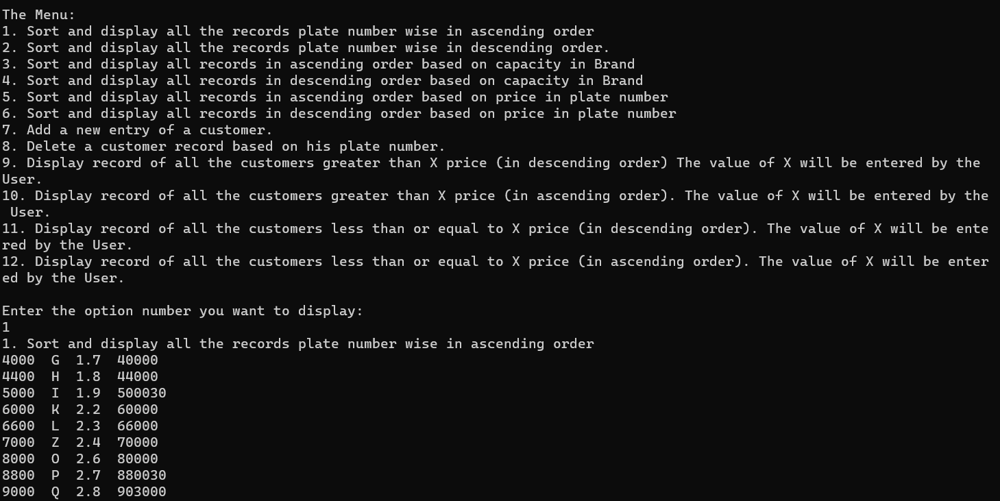 The Menu:
1. Sort and display all the records plate number wise in ascending order
2. Sort and display all the records plate number wise in descending order.
3. Sort and display all records in ascending order based on capacity in Brand
4. Sort and display all records in descending order based on capacity in Brand
5. Sort and display all records in ascending order based on price in plate number
6. Sort and display all records in descending order based on price in plate number
7. Add a new entry of a customer.
8. Delete a customer record based on his plate number.
9. Display record of all the customers greater than X price (in descending order) The value of X will be entered by the
User.
10. Display record of all the customers greater than X price (in ascending order). The value of X will be entered by the
 User.
11. Display record of all the customers less than or equal to X price (in descending order). The value of X will be ente
red by the User.
12. Display record of all the customers less than or equal to X price (in ascending order). The value of X will be enter
ed by the User.

Enter the option number you want to display:
1
1. Sort and display all the records plate number wise in ascending order
4000  G  1.7  40000
4400  H  1.8  44000
5000  I  1.9  500030
6000  K  2.2  60000
6600  L  2.3  66000
7000  Z  2.4  70000
8000  O  2.6  80000
8800  P  2.7  880030
9000  Q  2.8  903000